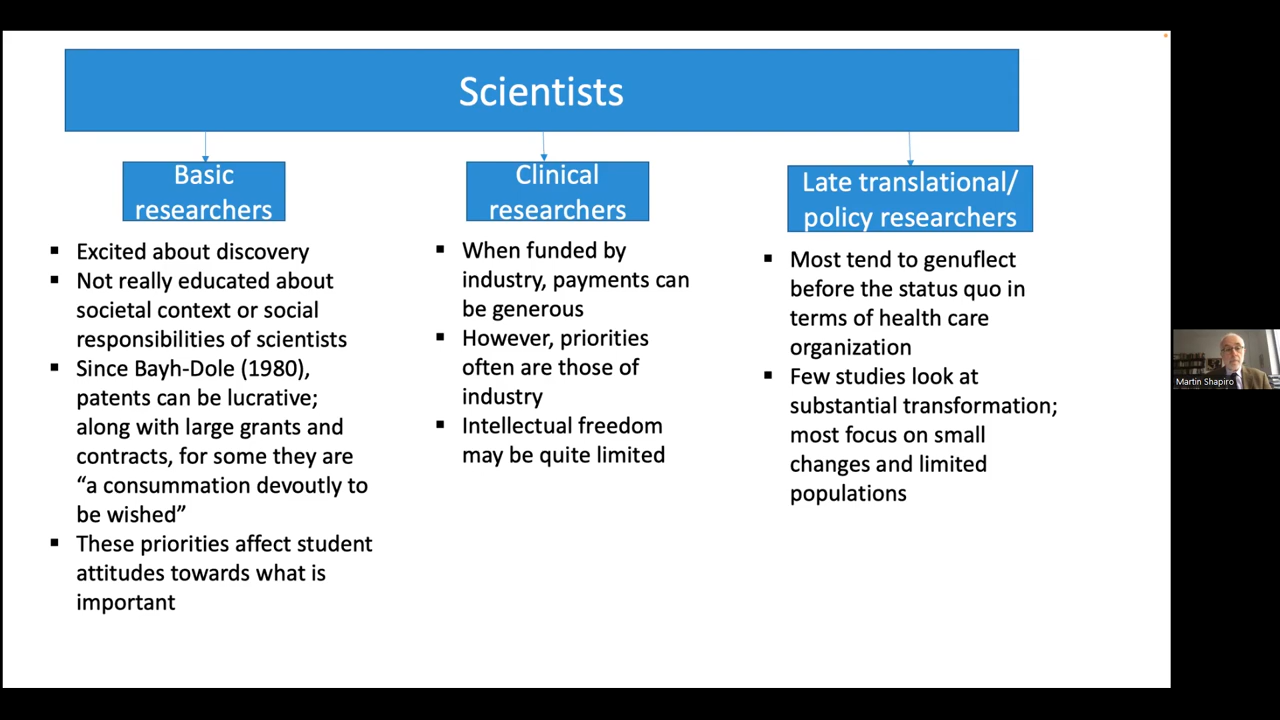 Scientists
Basic
researchers
▪ Excited about discovery
▪ Not really educated about
societal context or social
responsibilities of scientists
▪ Since Bayh-Dole (1980),
patents can be lucrative;
along with large grants and
contracts, for some they are
“a consummation devoutly to
be wished”
▪ These priorities affect student
attitudes towards what is
important
Clinical
researchers
▪ When funded by
industry, payments can
be generous
▪ However, priorities
often are those of
industry
▪ Intellectual freedom
may be quite limited
Late translational/
policy researchers
▪ Most tend to genuflect
before the status quo in
terms of health care
organization
▪ Few studies look at
substantial transformation;
most focus on small
changes and limited
populations
Martin Shapiro